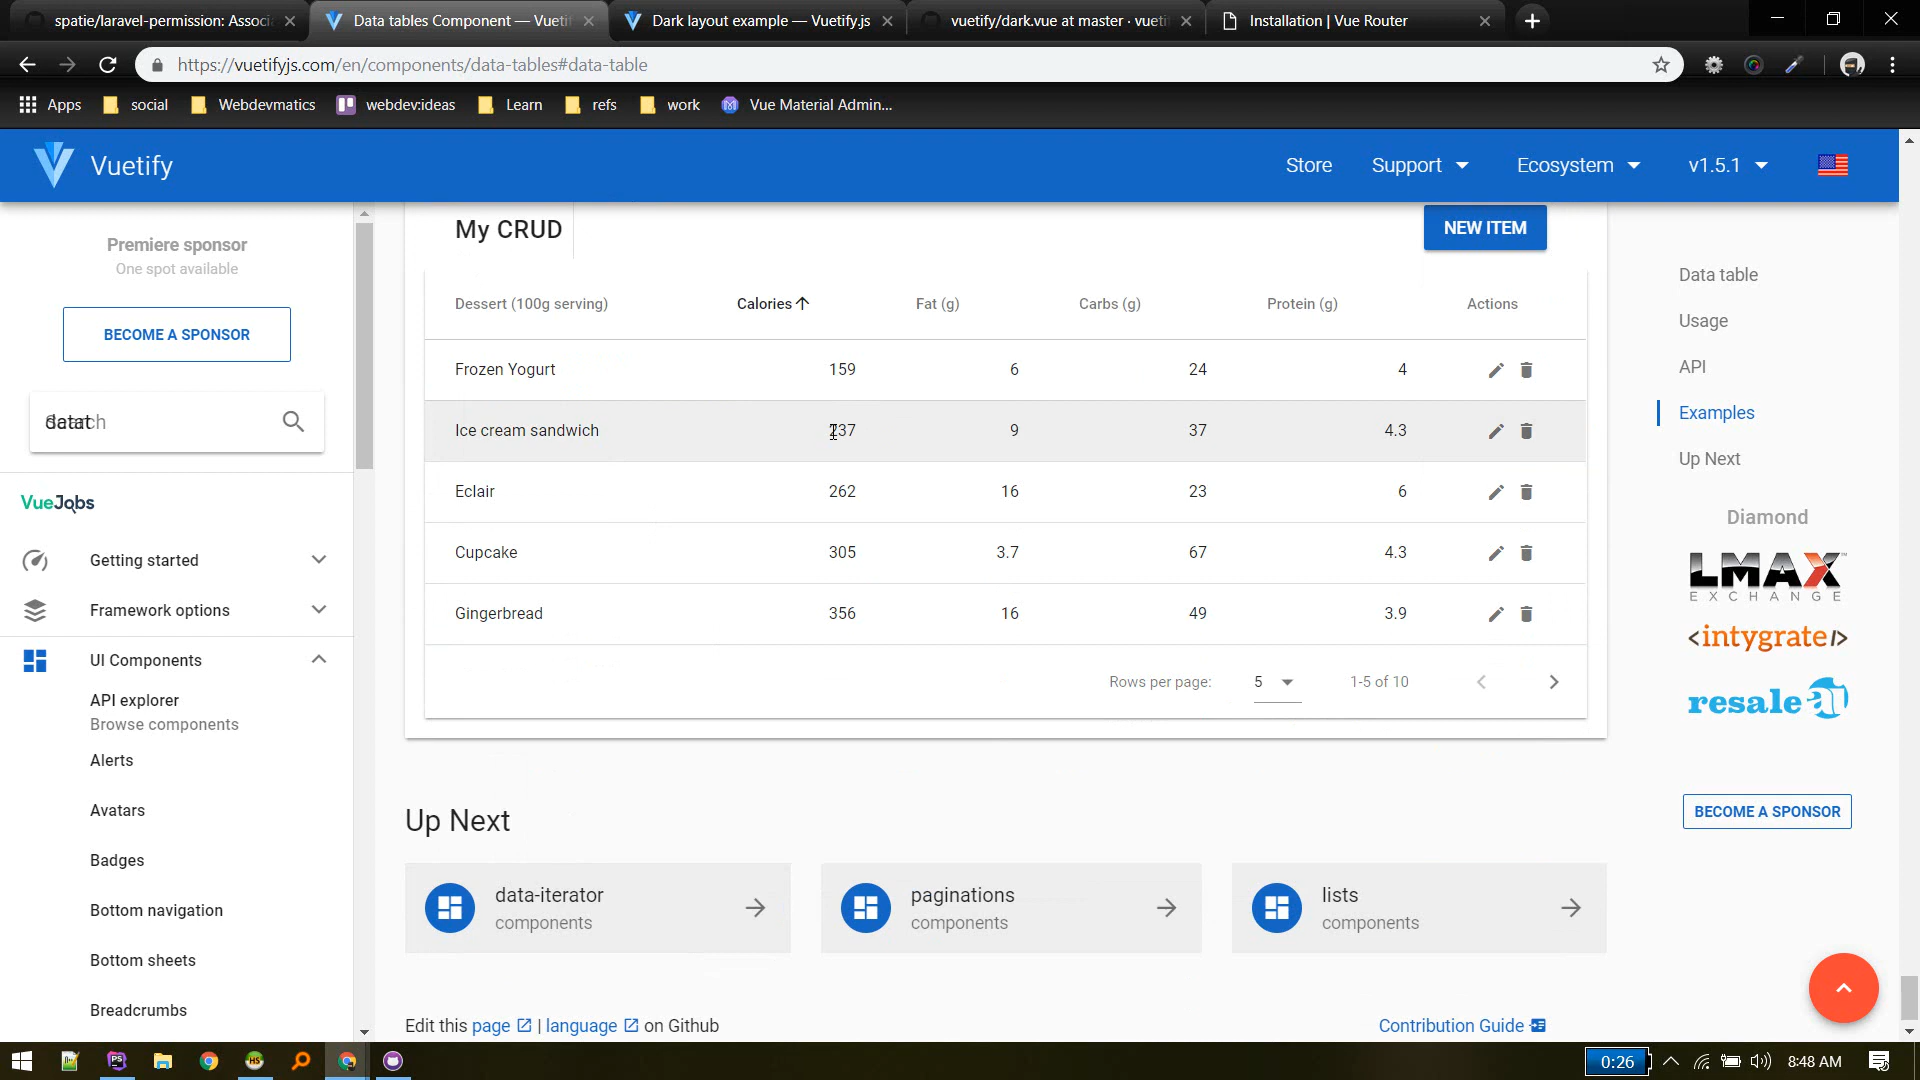 spatie/laravel-permission: Associ
Data tables Component — Vuetif
Dark layout example — Vuetify.js
vuetify/dark.vue at master · vueti
Installation | Vue Router
https://vuetifyjs.com/en/components/data-tables#data-table
Apps
social
Webdevmatics
webdev:ideas
Learn
refs
work
Vue Material Admin...
Vuetify
Store
Support
Ecosystem
v1.5.1
Premiere sponsor
One spot available
BECOME A SPONSOR
datat
Search
VueJobs
Getting started
Framework options
UI Components
API explorer
Browse components
Alerts
Avatars
Badges
Bottom navigation
Bottom sheets
Breadcrumbs
My CRUD
NEW ITEM
Dessert (100g serving) Calories Fat (g) Carbs (g) Protein (g) Actions
Frozen Yogurt 159 6 24 4
Ice cream sandwich 237 9 37 4.3
Eclair 262 16 23 6
Cupcake 305 3.7 67 4.3
Gingerbread 356 16 49 3.9
Rows per page: 5 1-5 of 10
Up Next
data-iterator
components
paginations
components
lists
components
Edit this page | language on Github
Contribution Guide
Data table
Usage
API
Examples
Up Next
Diamond
LMAX
EXCHANGE
<intygrate/>
resale ai
BECOME A SPONSOR
0:26
8:48 AM